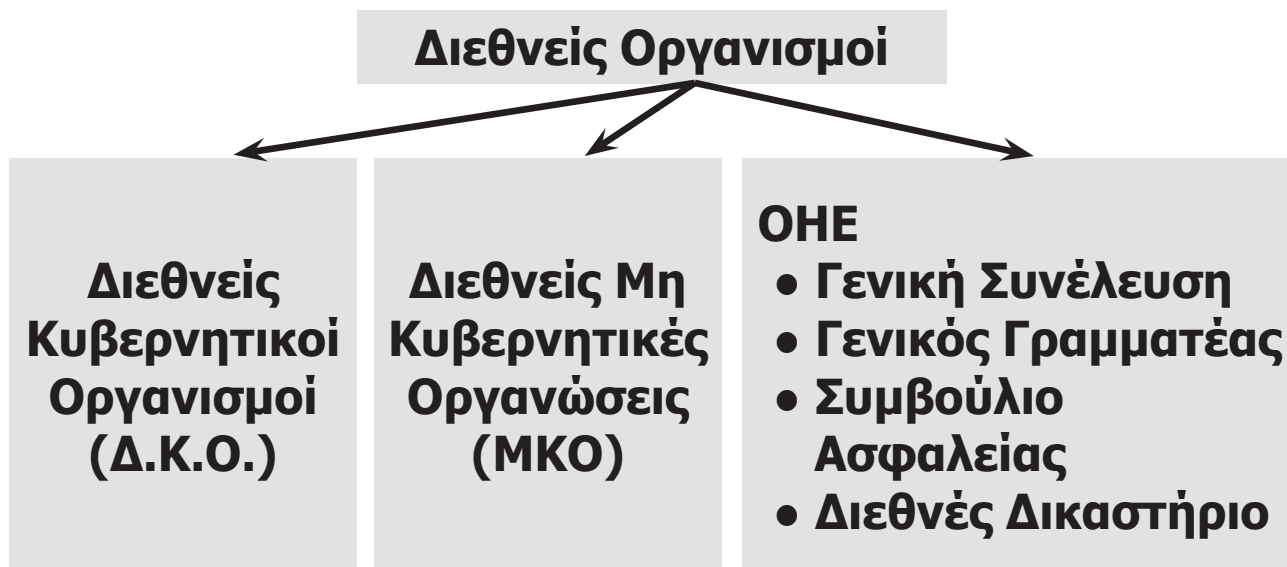 Διεθνείς Οργανισμοί
Διεθνείς
Κυβερνητικοί
Οργανισμοί
(Δ.Κ.Ο.)
Διεθνείς Μη
Κυβερνητικές
Οργανώσεις
(ΜΚΟ)
ΟΗΕ
● Γενική Συνέλευση
● Γενικός Γραμματέας
● Συμβούλιο
Ασφαλείας
● Διεθνές Δικαστήριο